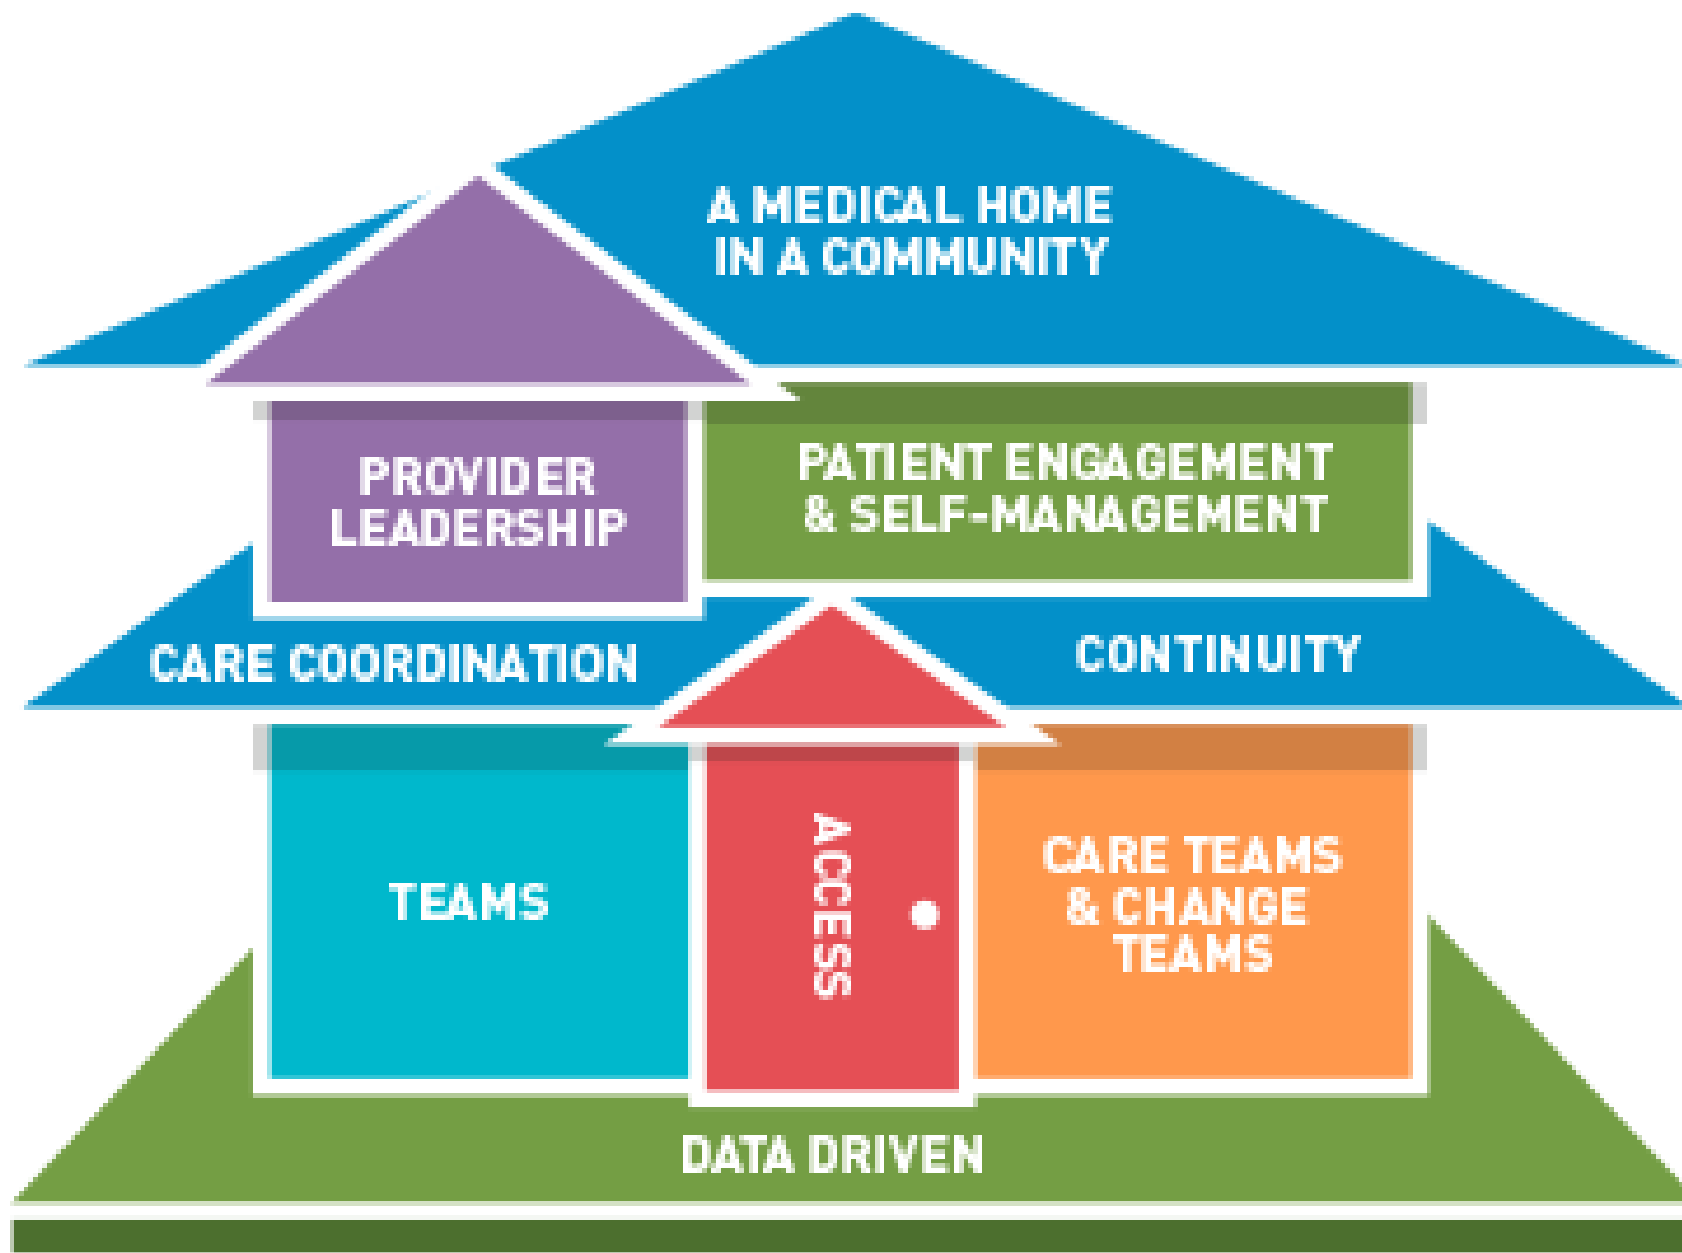 A MEDICAL HOME
IN A COMMUNITY
PROVIDER
LEADERSHIP
PATIENT ENGAGEMENT
& SELF-MANAGEMENT
CARE COORDINATION
CONTINUITY
TEAMS
ACCESS
CARE TEAMS
& CHANGE
TEAMS
DATA DRIVEN